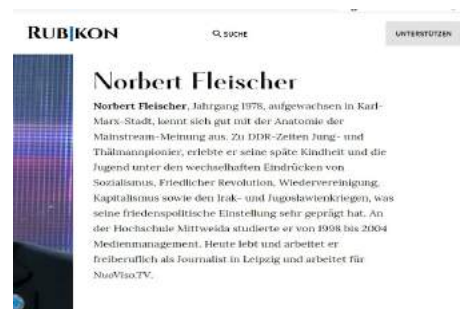 RUBIKON
SUCHE
UNTERSTÜTZEN
Norbert Fleischer
Norbert Fleischer, Jahrgang 1978, aufgewachsen in Karl-
Marx-Stadt, kennt sich gut mit der Anatomie der
Mainstream-Meinung aus. Zu DDR-Zeiten Jung- und
Thälmannpionier, erlebte er seine späte Kindheit und die
Jugend unter den wechselhaften Eindrücken von
Sozialismus, Friedlicher Revolution, Wiedervereinigung,
Kapitalismus sowie den Irak- und Jugoslawienkriegen, was
seine friedenspolitische Einstellung sehr geprägt hat. An
der Hochschule Mittweida studierte er von 1998 bis 2004
Medienmanagement. Heute lebt und arbeitet er
freiberuflich als Journalist in Leipzig und arbeitet für
NuoViso.TV.